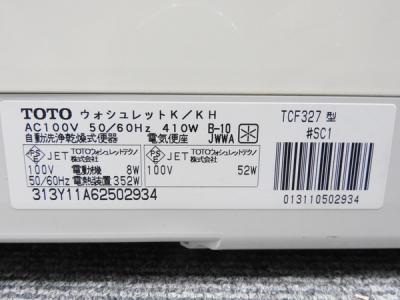 TOTO ウォシュレットK/KH TCF327 型
AC100V 50/60Hz 410W B-10 #SC1
自動洗浄乾燥式便器 電気便座 JWWA
PSE JET TOTOウォシュレットテクノ株式会社
100V 電動機 8W
50/60Hz 電熱装置 352W
PSE JET TOTOウォシュレットテクノ株式会社
100V 52W
313Y11A62502934
013110502934